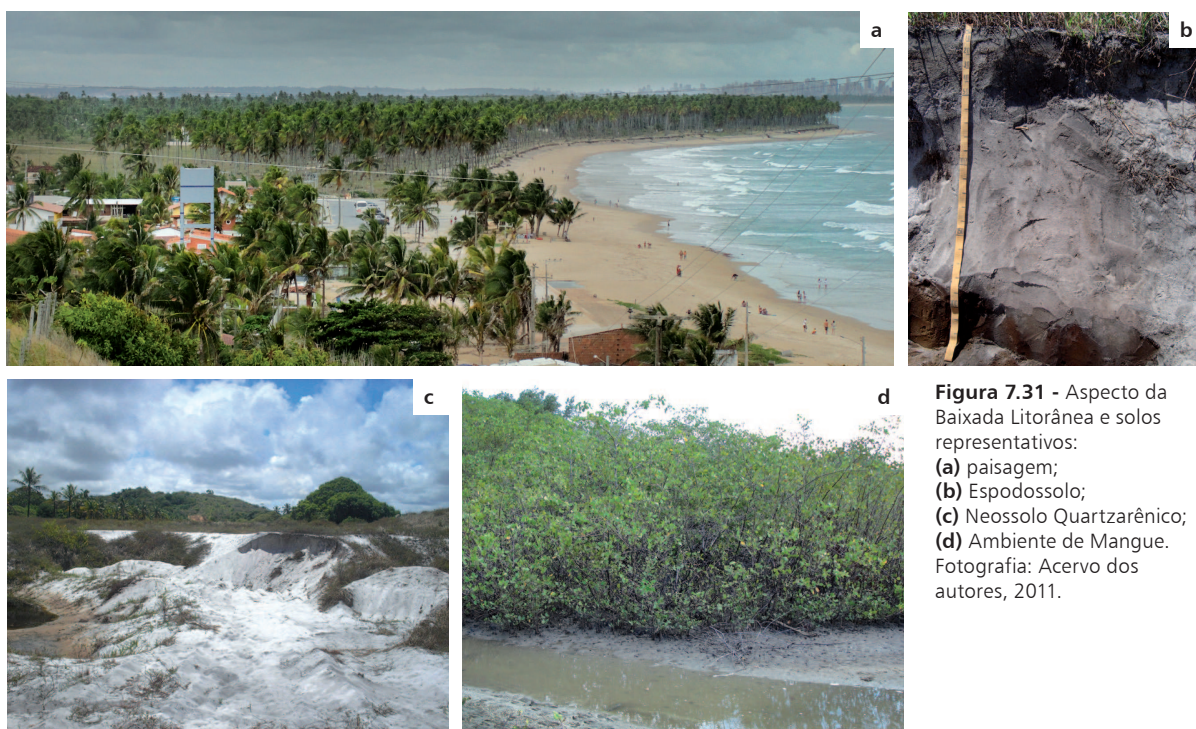 a
b
c
d
Figura 7.31 - Aspecto da
Baixada Litorânea e solos
representativos:
(a) paisagem;
(b) Espodossolo;
(c) Neossolo Quartzarênico;
(d) Ambiente de Mangue.
Fotografia: Acervo dos
autores, 2011.